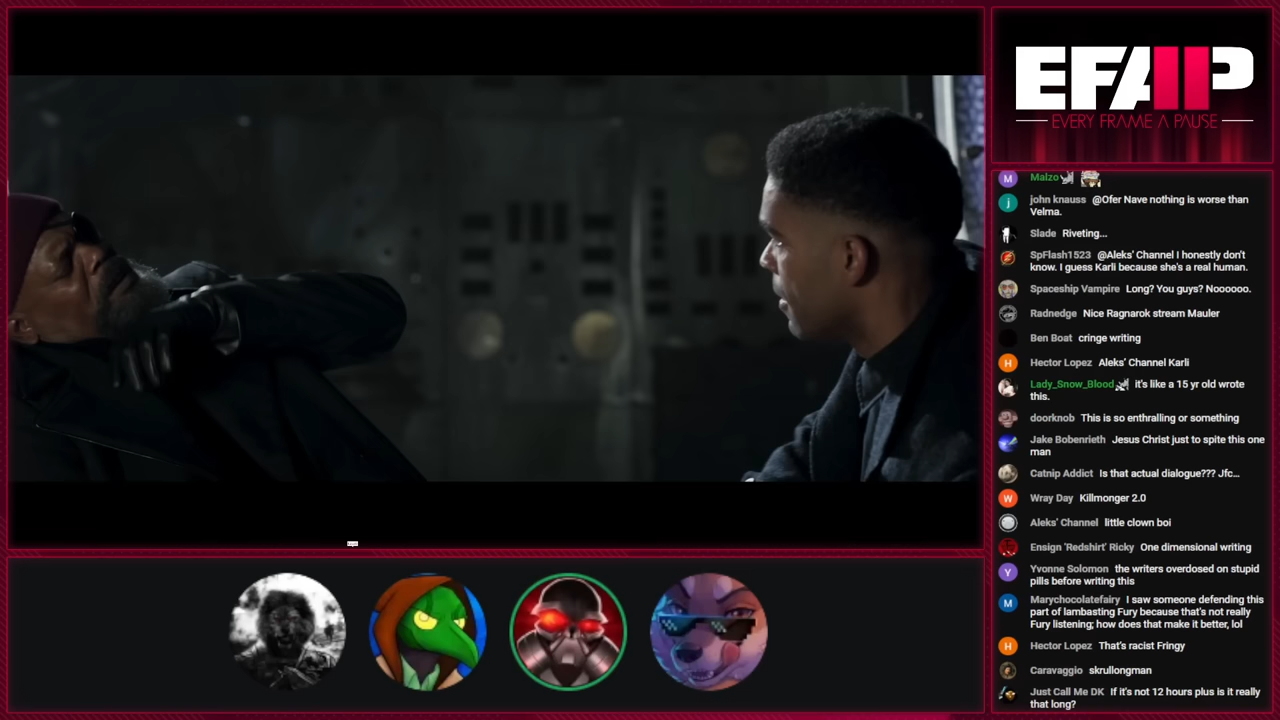 EFAP
EVERY FRAME A PAUSE
M Malzo
j john knauss @Ofer Nave nothing is worse than
Velma.
Slade Riveting...
SpFlash1523 @Aleks' Channel I honestly don't
know. I guess Karli because she's a real human.
Spaceship Vampire Long? You guys? Noooooo.
Radnedge Nice Ragnarok stream Mauler
Ben Boat cringe writing
H Hector Lopez Aleks' Channel Karli
Lady_Snow_Blood it's like a 15 yr old wrote
this.
doorknob This is so enthralling or something
Jake Bobenrieth Jesus Christ just to spite this one
man
Catnip Addict Is that actual dialogue??? Jfc...
W Wray Day Killmonger 2.0
Aleks' Channel little clown boi
Ensign 'Redshirt' Ricky One dimensional writing
Y Yvonne Solomon the writers overdosed on stupid
pills before writing this
M Marychocolatefairy I saw someone defending this
part of lambasting Fury because that's not really
Fury listening; how does that make it better, lol
H Hector Lopez That's racist Fringy
Caravaggio skrullongman
Just Call Me DK If it's not 12 hours plus is it really
that long?